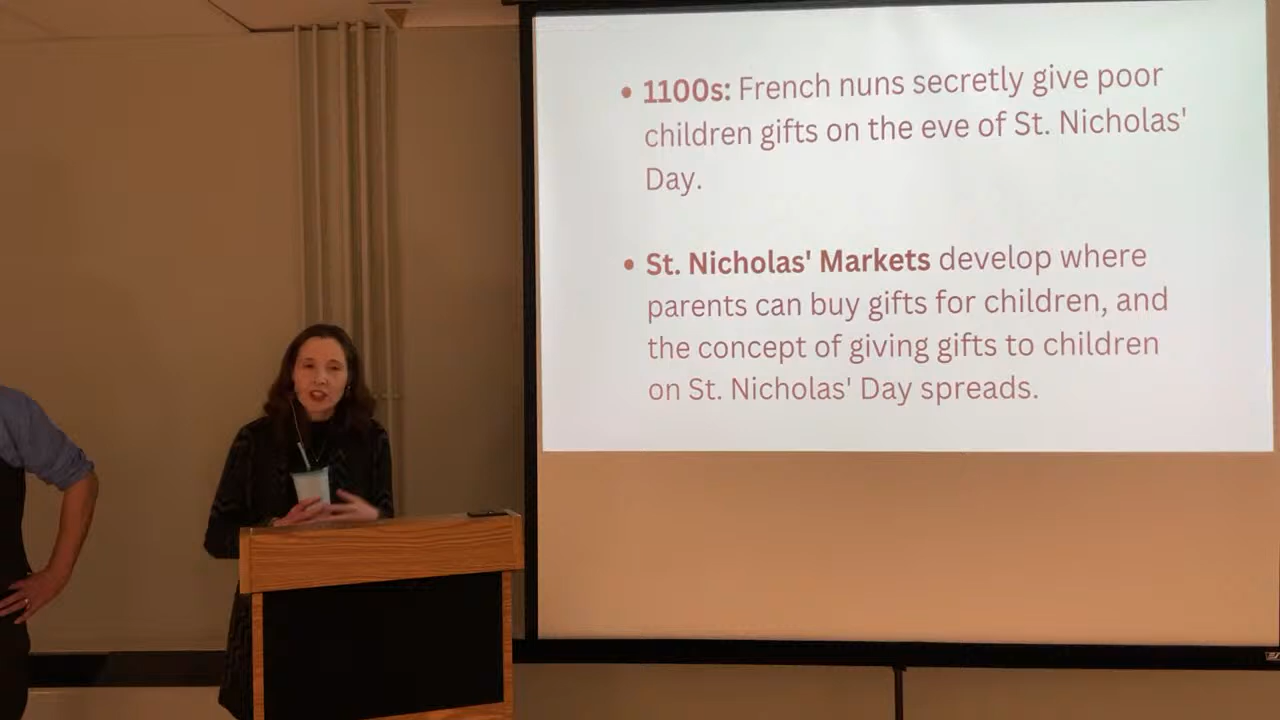 • 1100s: French nuns secretly give poor
children gifts on the eve of St. Nicholas'
Day.
• St. Nicholas' Markets develop where
parents can buy gifts for children, and
the concept of giving gifts to children
on St. Nicholas' Day spreads.